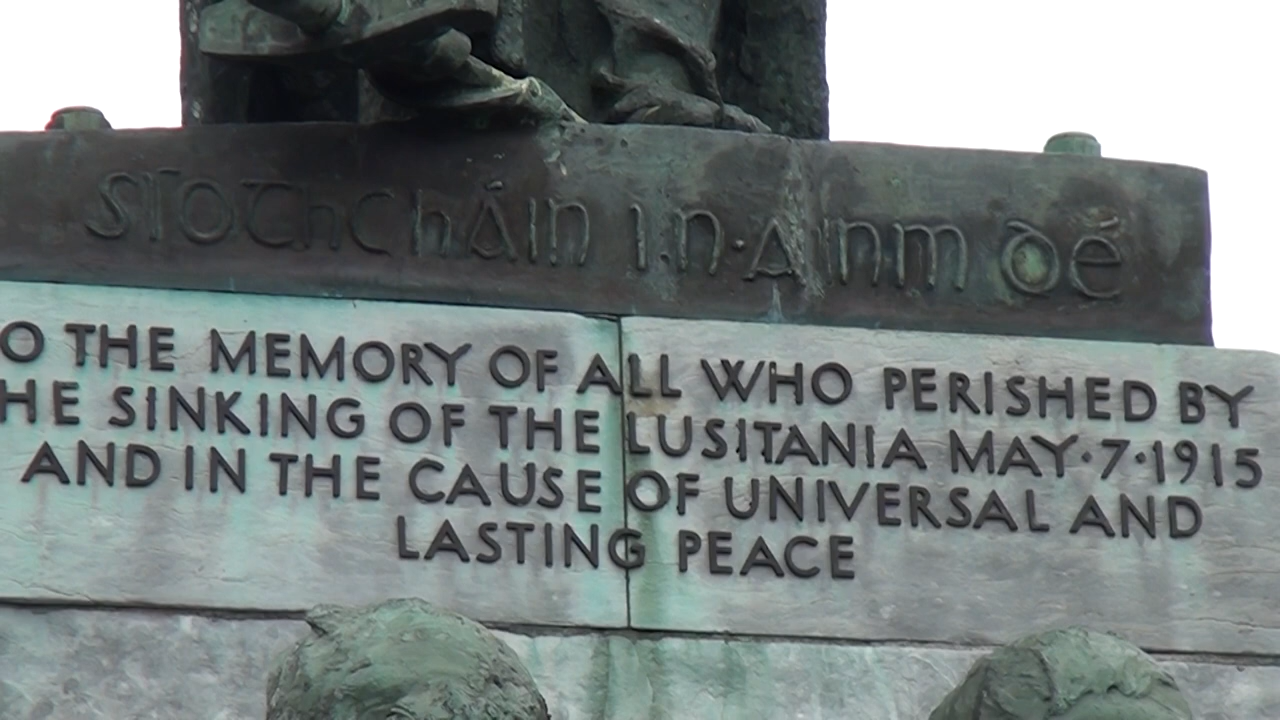 síothcháin i.n·ainm dé
O THE MEMORY OF ALL WHO PERISHED BY
HE SINKING OF THE LUSITANIA MAY·7·1915
AND IN THE CAUSE OF UNIVERSAL AND
LASTING PEACE